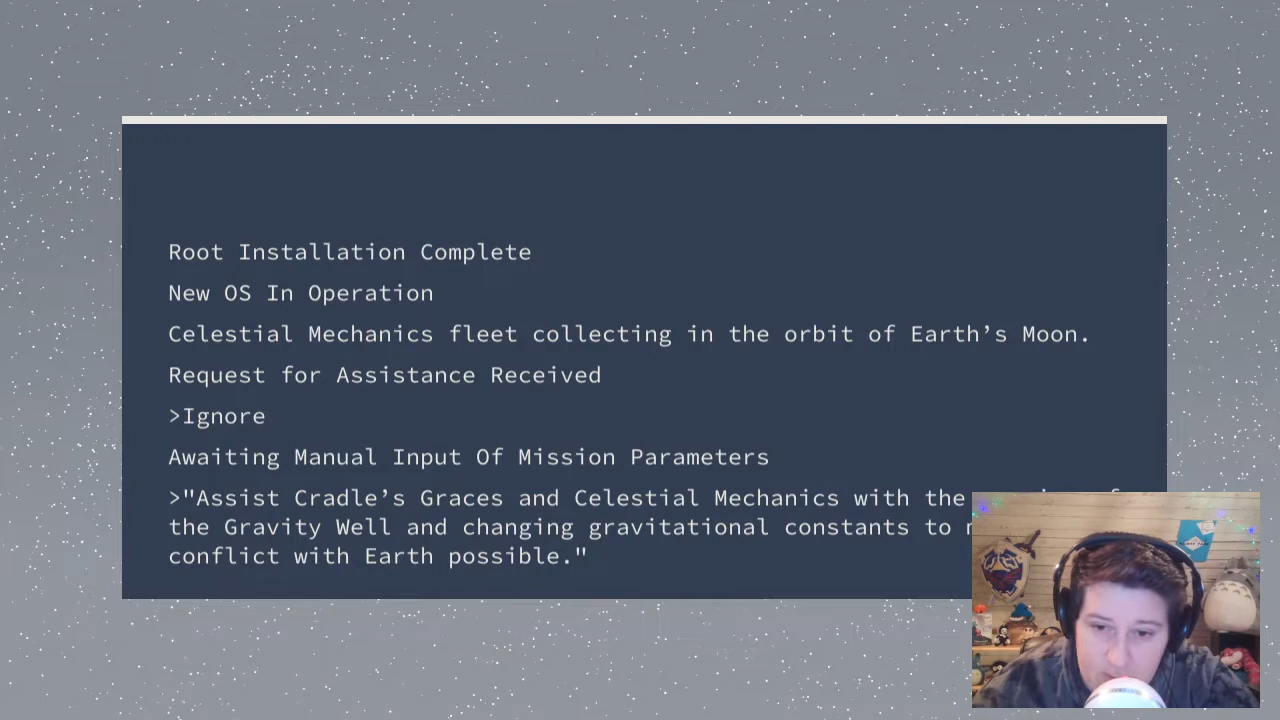 Root Installation Complete
New OS In Operation
Celestial Mechanics fleet collecting in the orbit of Earth’s Moon.
Request for Assistance Received
>Ignore
Awaiting Manual Input Of Mission Parameters
>"Assist Cradle’s Graces and Celestial Mechanics with the
the Gravity Well and changing gravitational constants to
conflict with Earth possible."